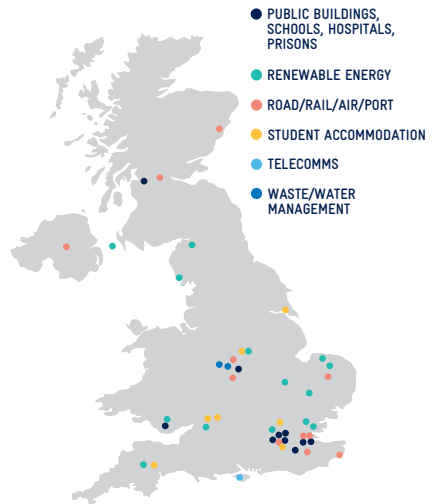 PUBLIC BUILDINGS,
SCHOOLS, HOSPITALS,
PRISONS
RENEWABLE ENERGY
ROAD/RAIL/AIR/PORT
STUDENT ACCOMMODATION
TELECOMMS
WASTE/WATER
MANAGEMENT